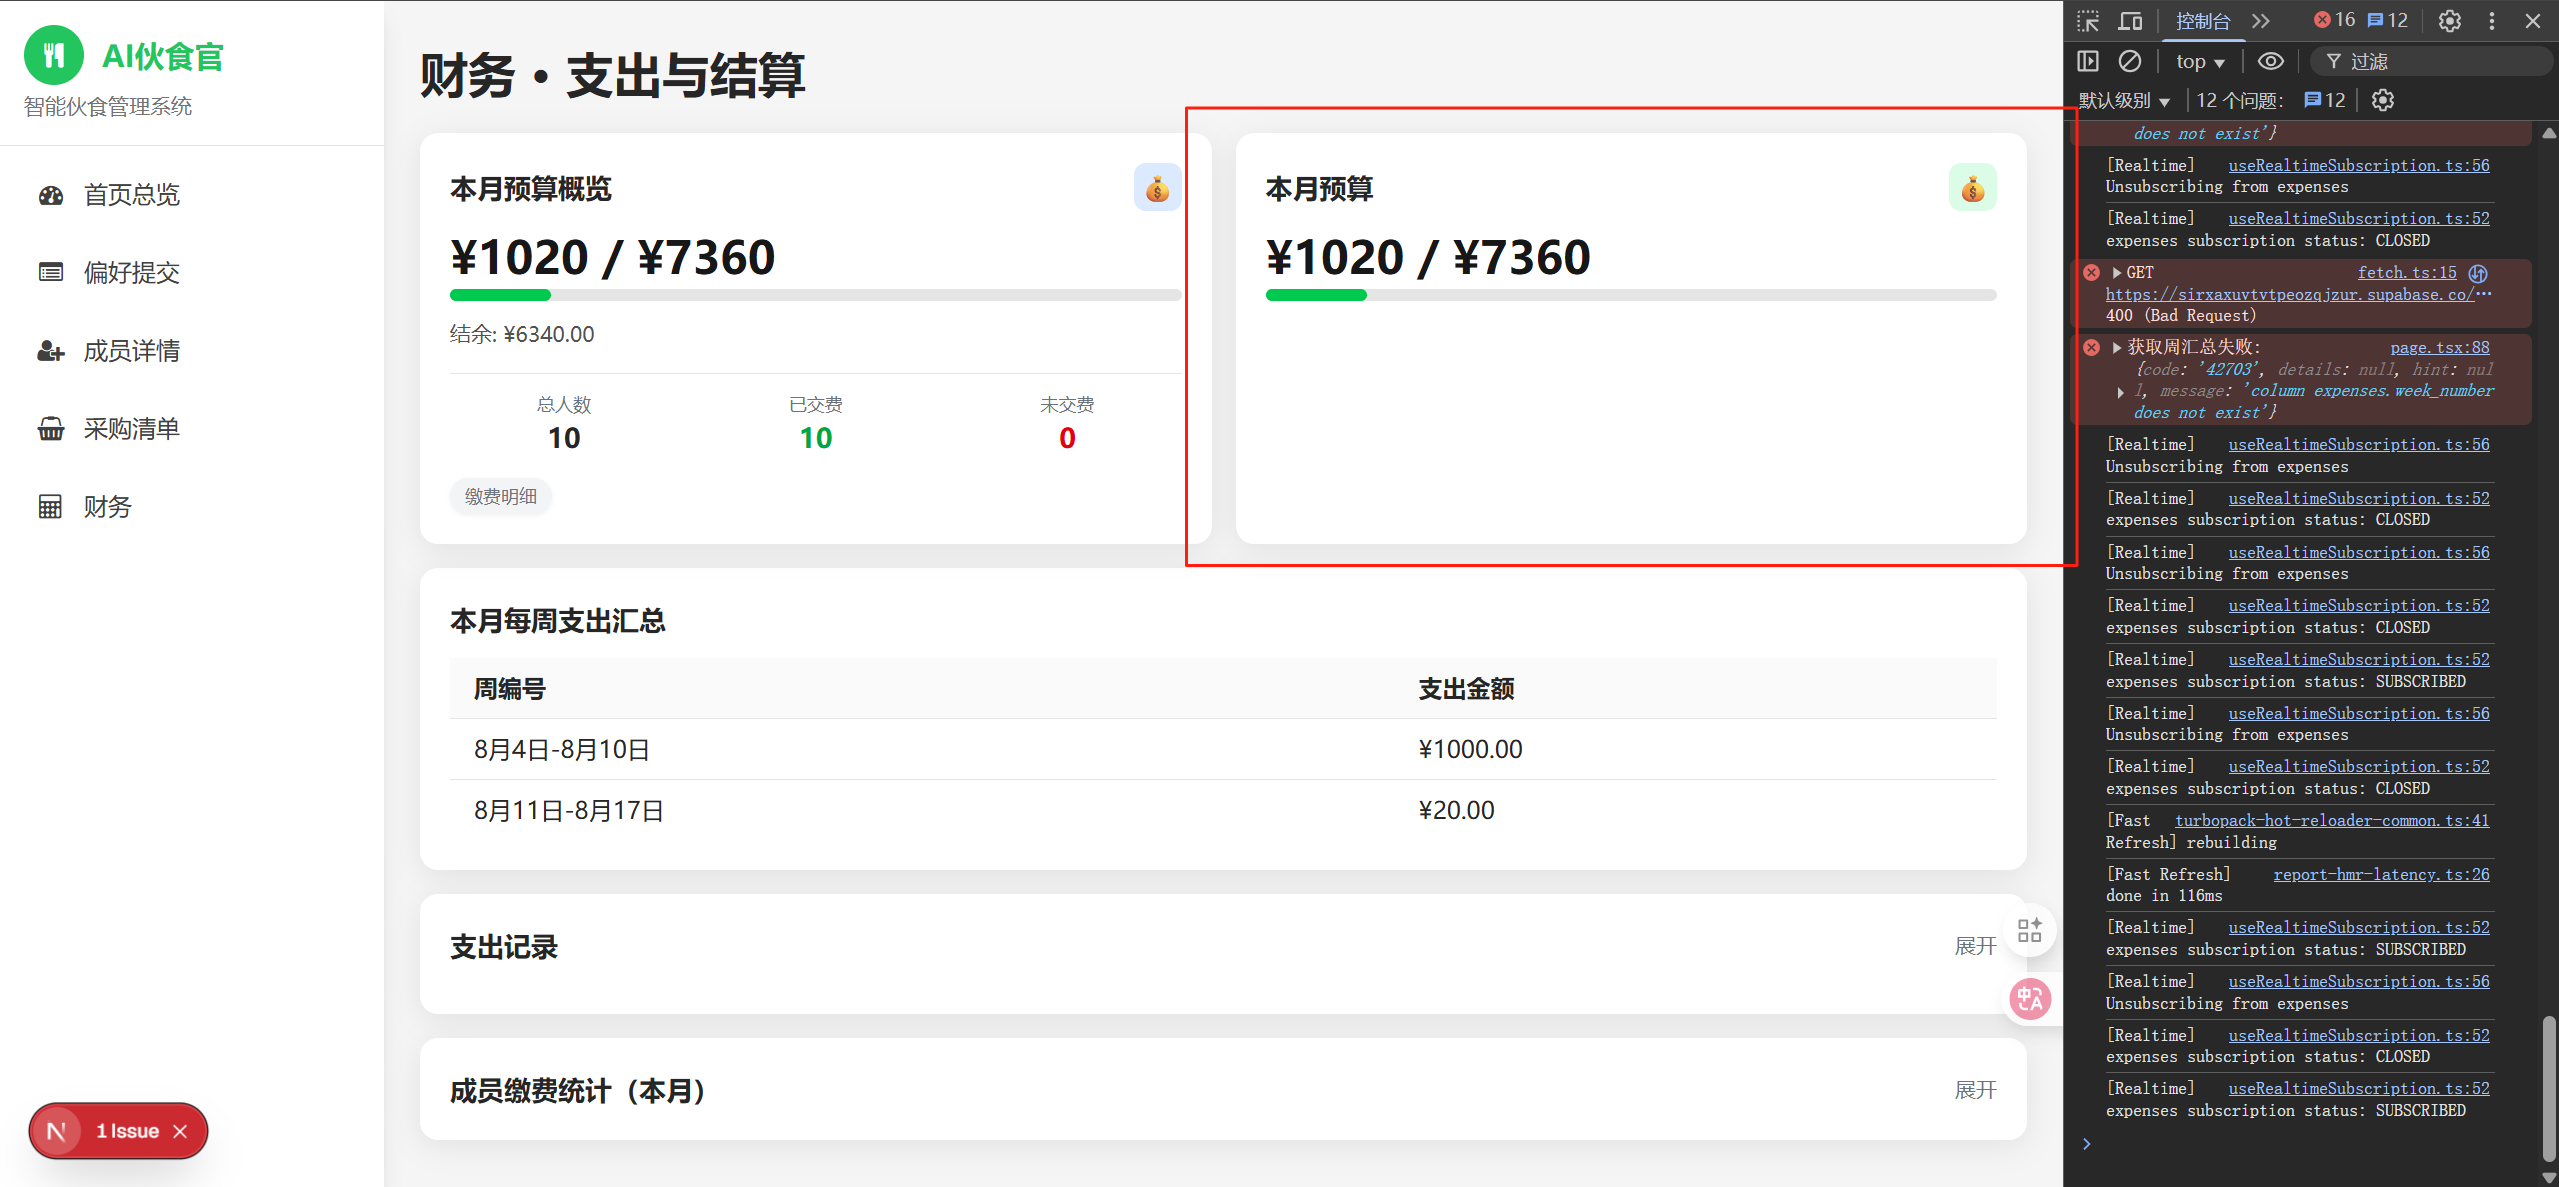 AI伙食官
智能伙食管理系统
首页总览
偏好提交
成员详情
采购清单
财务
1 Issue
财务 • 支出与结算
本月预算概览
¥1020 / ¥7360
结余: ¥6340.00
总人数
已交费
未交费
10
10
0
缴费明细
本月预算
¥1020 / ¥7360
本月每周支出汇总
周编号
支出金额
8月4日-8月10日
¥1000.00
8月11日-8月17日
¥20.00
支出记录
展开
成员缴费统计（本月）
展开
中A
控制台
16
12
top
过滤
默认级别
12 个问题:
12
does not exist'}
[Realtime] useRealtimeSubscription.ts:56
Unsubscribing from expenses
[Realtime] useRealtimeSubscription.ts:52
expenses subscription status: CLOSED
GET fetch.ts:15
https://sirxaxuvtvtpeozqjzur.supabase.co/…
400 (Bad Request)
获取周汇总失败: page.tsx:88
{code: '42703', details: null, hint: nul
l, message: 'column expenses.week_number
does not exist'}
[Realtime] useRealtimeSubscription.ts:56
Unsubscribing from expenses
[Realtime] useRealtimeSubscription.ts:52
expenses subscription status: CLOSED
[Realtime] useRealtimeSubscription.ts:56
Unsubscribing from expenses
[Realtime] useRealtimeSubscription.ts:52
expenses subscription status: CLOSED
[Realtime] useRealtimeSubscription.ts:52
expenses subscription status: SUBSCRIBED
[Realtime] useRealtimeSubscription.ts:56
Unsubscribing from expenses
[Realtime] useRealtimeSubscription.ts:52
expenses subscription status: CLOSED
[Fast turbopack-hot-reloader-common.ts:41
Refresh] rebuilding
[Fast Refresh] report-hmr-latency.ts:26
done in 116ms
[Realtime] useRealtimeSubscription.ts:52
expenses subscription status: SUBSCRIBED
[Realtime] useRealtimeSubscription.ts:56
Unsubscribing from expenses
[Realtime] useRealtimeSubscription.ts:52
expenses subscription status: CLOSED
[Realtime] useRealtimeSubscription.ts:52
expenses subscription status: SUBSCRIBED